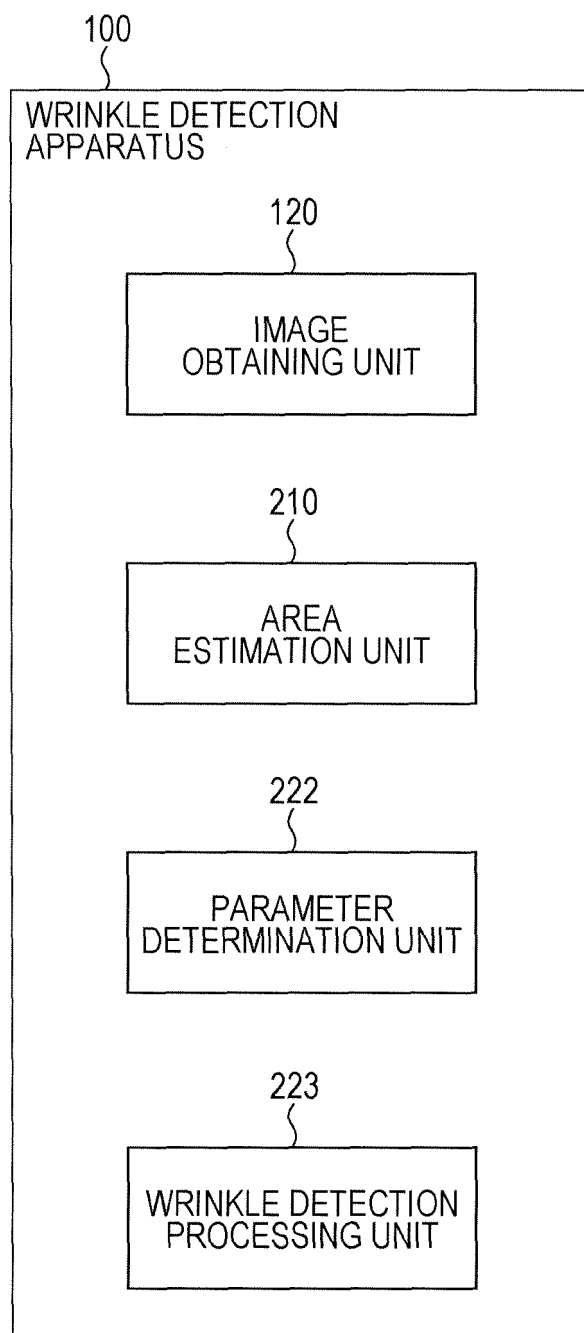 100
WRINKLE DETECTION
APPARATUS
120
IMAGE
OBTAINING UNIT
210
AREA
ESTIMATION UNIT
222
PARAMETER
DETERMINATION UNIT
223
WRINKLE DETECTION
PROCESSING UNIT